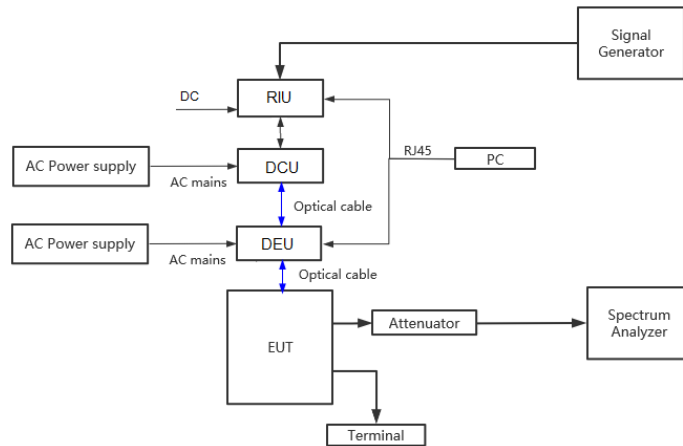 Signal
Generator
DC
RIU
RJ45
PC
AC Power supply
AC mains
DCU
Optical cable
AC Power supply
AC mains
DEU
Optical cable
EUT
Attenuator
Spectrum
Analyzer
Terminal